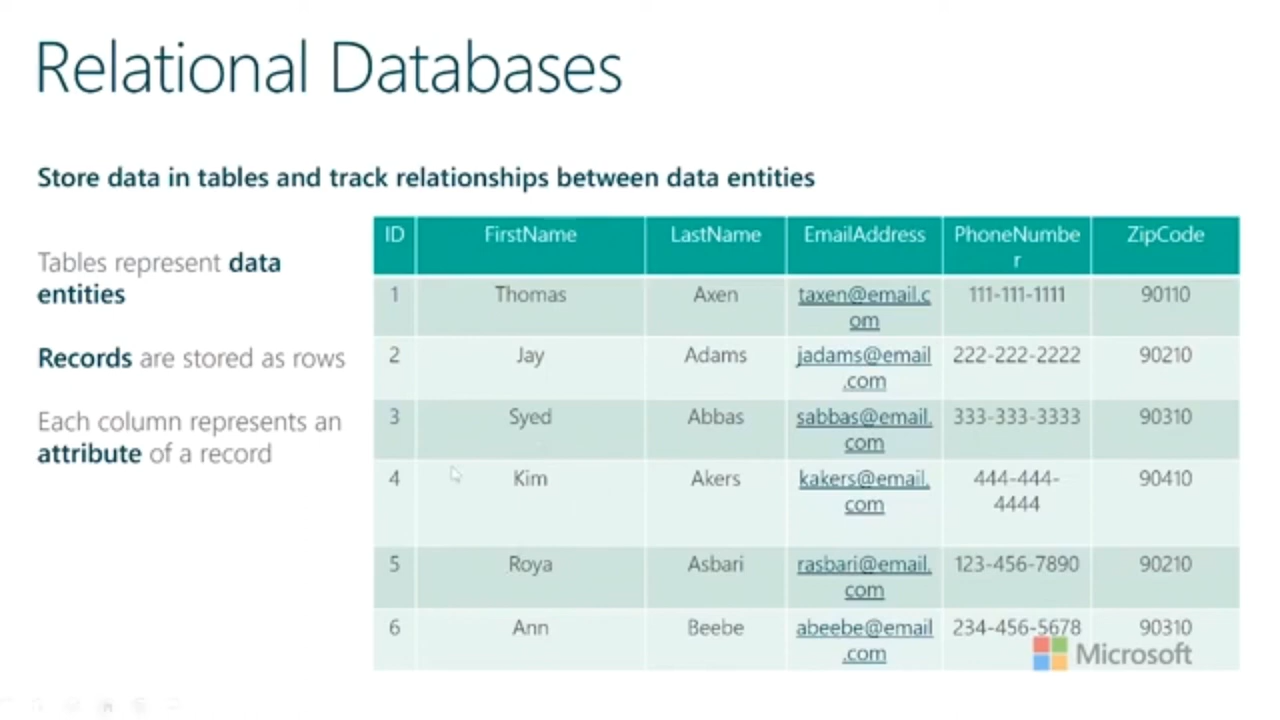 Relational Databases
Store data in tables and track relationships between data entities
Tables represent data
entities
Records are stored as rows
Each column represents an
attribute of a record
ID FirstName LastName EmailAddress PhoneNumbe
r ZipCode
1 Thomas Axen taxen@email.c
om 111-111-1111 90110
2 Jay Adams jadams@email
.com 222-222-2222 90210
3 Syed Abbas sabbas@email.
com 333-333-3333 90310
4 Kim Akers kakers@email.
com 444-444-
4444 90410
5 Roya Asbari rasbari@email.
com 123-456-7890 90210
6 Ann Beebe abeebe@email
.com 234-456-5678 90310
Microsoft